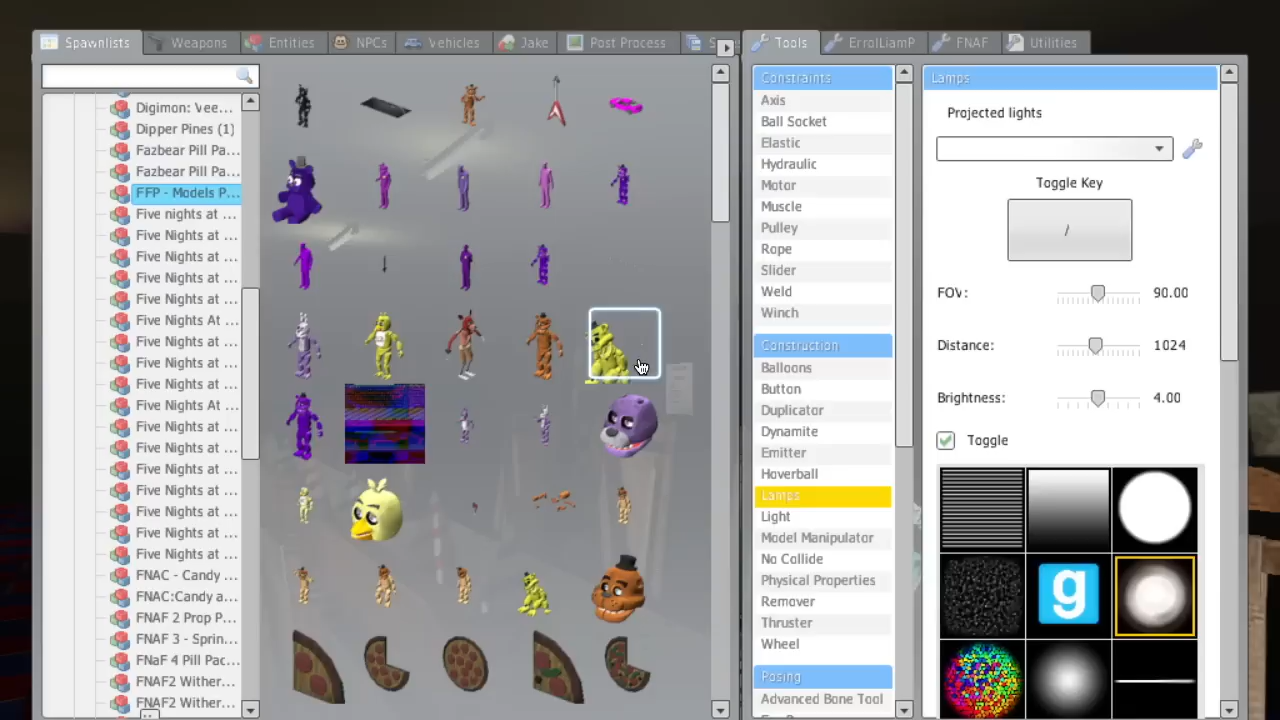 Spawnlists
Weapons
Entities
NPCs
Vehicles
Jake
Post Process
Tools
ErrolLiamP
FNAF
Utilities
Digimon: Vee...
Dipper Pines (1)
Fazbear Pill Pa...
Fazbear Pill Pa...
FFP - Models P...
Five nights at ...
Five Nights at ...
Five Nights at ...
Five Nights at ...
Five Nights at ...
Five Nights At ...
Five Nights at ...
Five Nights at ...
Five Nights at ...
Five Nights At ...
Five Nights at ...
Five Nights at ...
Five Nights at ...
Five Nights at ...
Five Nights at ...
Five Nights at ...
Five Nights at ...
FNAC - Candy ...
FNAC:Candy a...
FNAF 2 Prop P...
FNAF 3 - Sprin...
FNaF 4 Pill Pac...
FNAF2 Wither...
FNAF2 Wither...
Constraints
Axis
Ball Socket
Elastic
Hydraulic
Motor
Muscle
Pulley
Rope
Slider
Weld
Winch
Construction
Balloons
Button
Duplicator
Dynamite
Emitter
Hoverball
Lamps
Light
Model Manipulator
No Collide
Physical Properties
Remover
Thruster
Wheel
Posing
Advanced Bone Tool
Lamps
Projected lights
Toggle Key
/
FOV: 90.00
Distance: 1024
Brightness: 4.00
Toggle
g